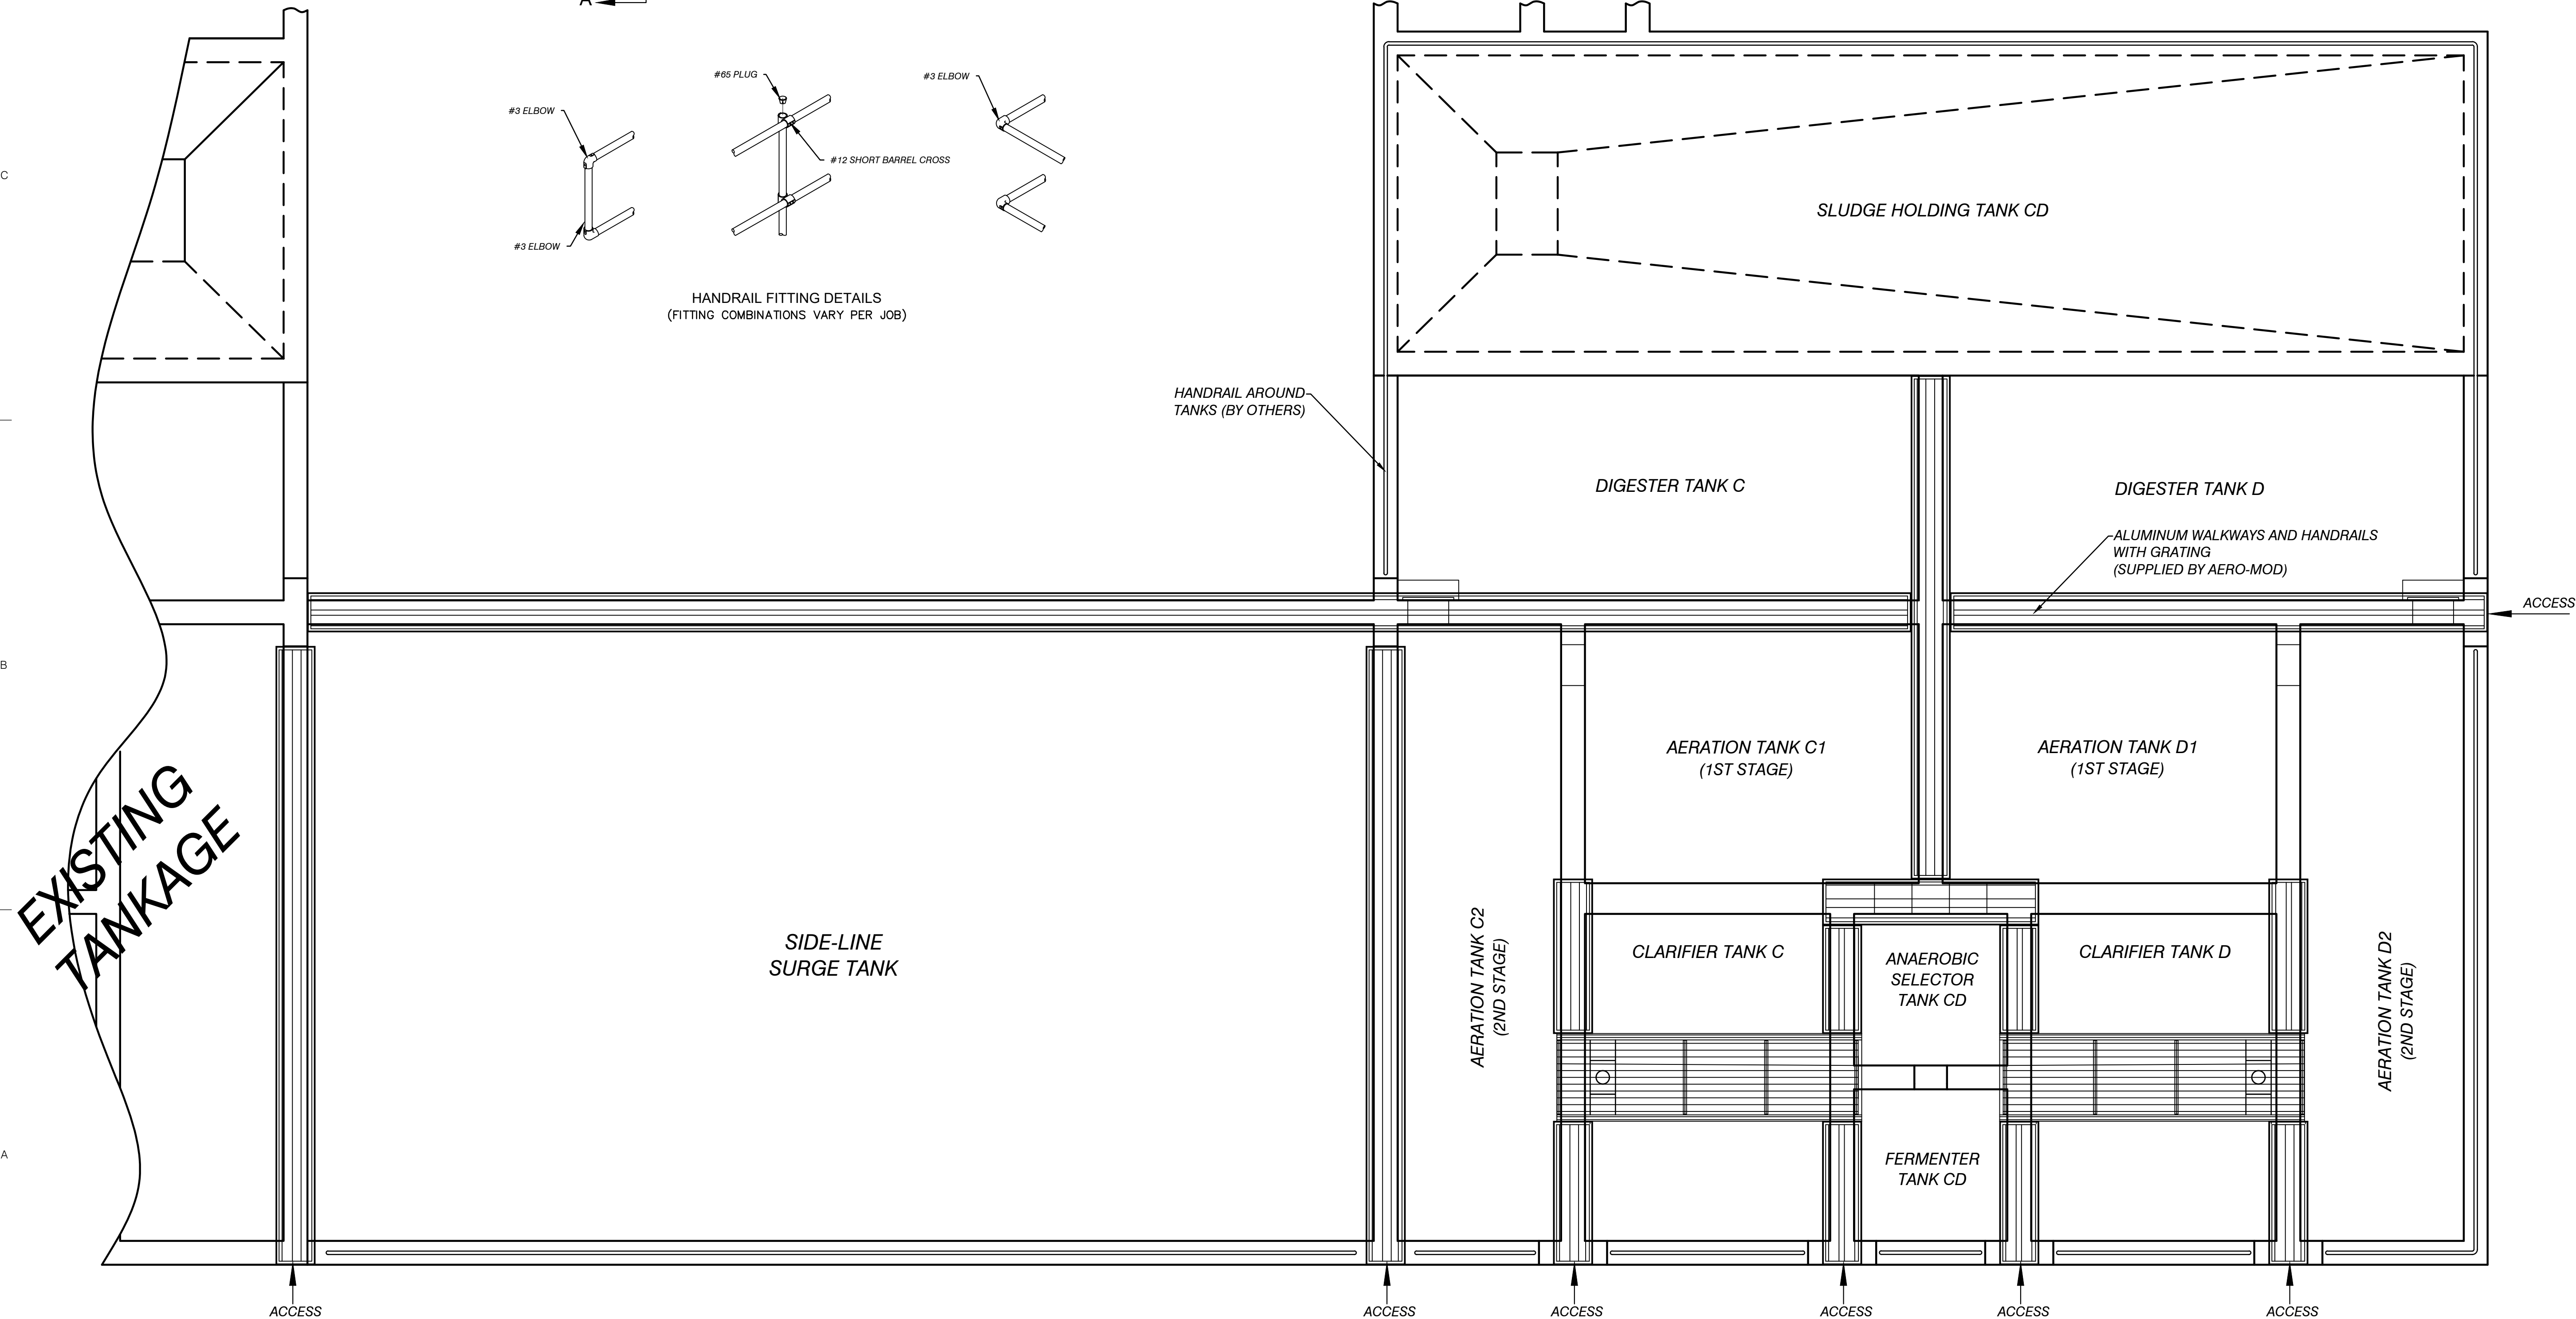 A
#65 PLUG
#3 ELBOW
#3 ELBOW
#12 SHORT BARREL CROSS
#3 ELBOW
C
SLUDGE HOLDING TANK CD
HANDRAIL FITTING DETAILS
(FITTING COMBINATIONS VARY PER JOB)
HANDRAIL AROUND
TANKS (BY OTHERS)
DIGESTER TANK C
DIGESTER TANK D
ALUMINUM WALKWAYS AND HANDRAILS
WITH GRATING
(SUPPLIED BY AERO-MOD)
ACCESS
B
AERATION TANK C1
(1ST STAGE)
AERATION TANK D1
(1ST STAGE)
EXISTING
TANKAGE
SIDE-LINE
SURGE TANK
AERATION TANK C2
(2ND STAGE)
CLARIFIER TANK C
ANAEROBIC
SELECTOR
TANK CD
CLARIFIER TANK D
AERATION TANK D2
(2ND STAGE)
A
FERMENTER
TANK CD
ACCESS
ACCESS
ACCESS
ACCESS
ACCESS
ACCESS